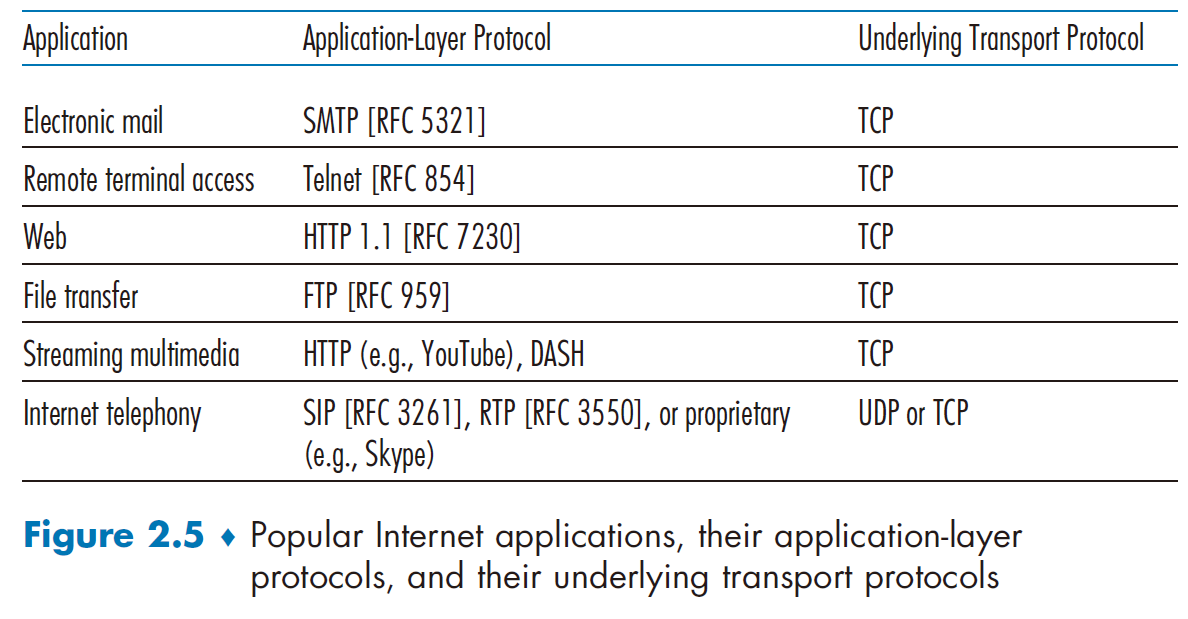 Application Application-Layer Protocol Underlying Transport Protocol
Electronic mail SMTP [RFC 5321] TCP
Remote terminal access Telnet [RFC 854] TCP
Web HTTP 1.1 [RFC 7230] TCP
File transfer FTP [RFC 959] TCP
Streaming multimedia HTTP (e.g., YouTube), DASH TCP
Internet telephony SIP [RFC 3261], RTP [RFC 3550], or proprietary UDP or TCP
(e.g., Skype)
Figure 2.5 ♦ Popular Internet applications, their application-layer
protocols, and their underlying transport protocols